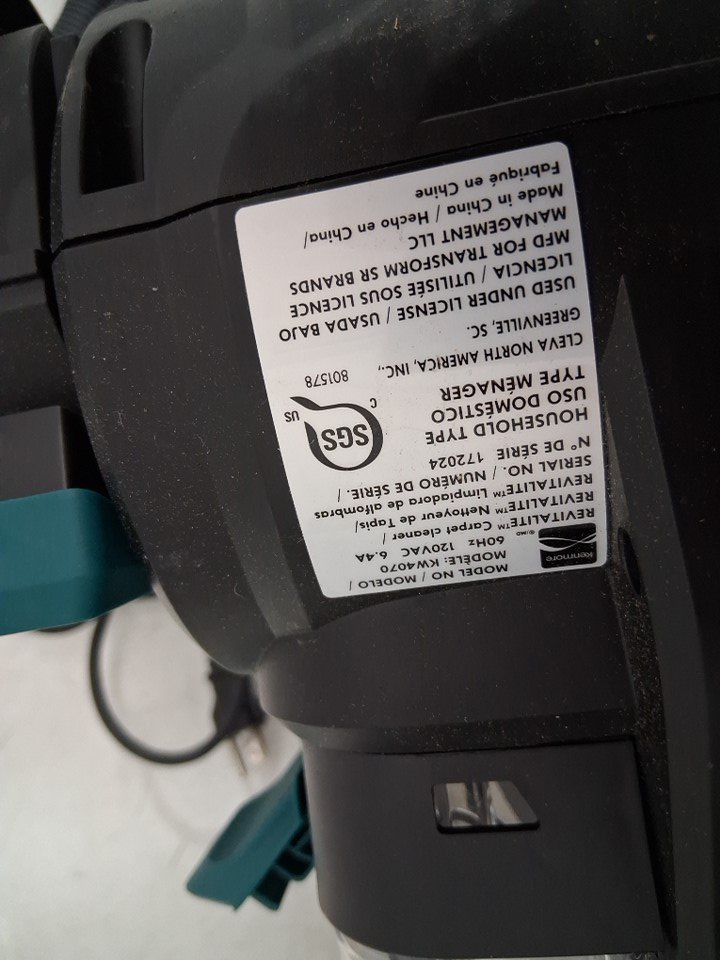 kenmore
®/MD
MODEL NO / MODELO /
MODÈLE: KW4070
60Hz 120VAC 6.4A
REVITALITE™ Carpet cleaner /
REVITALITE™ Nettoyeur de Tapis/
REVITALITE™ Limpiadora de alfombras
SERIAL NO. / NUMÉRO DE SÉRIE. /
N° DE SÉRIE 172024
HOUSEHOLD TYPE
USO DOMÉSTICO
TYPE MÉNAGER
SGS
C
US
801578
CLEVA NORTH AMERICA, INC.,
GREENVILLE, SC.
USED UNDER LICENSE / USADA BAJO
LICENCIA / UTILISÉE SOUS LICENCE
MFD FOR TRANSFORM SR BRANDS
MANAGEMENT LLC
Made in China / Hecho en China/
Fabriqué en Chine